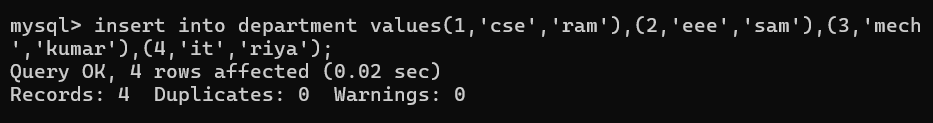 mysql> insert into department values(1,'cse','ram'),(2,'eee','sam'),(3,'mech
','kumar'),(4,'it','riya');
Query OK, 4 rows affected (0.02 sec)
Records: 4  Duplicates: 0  Warnings: 0